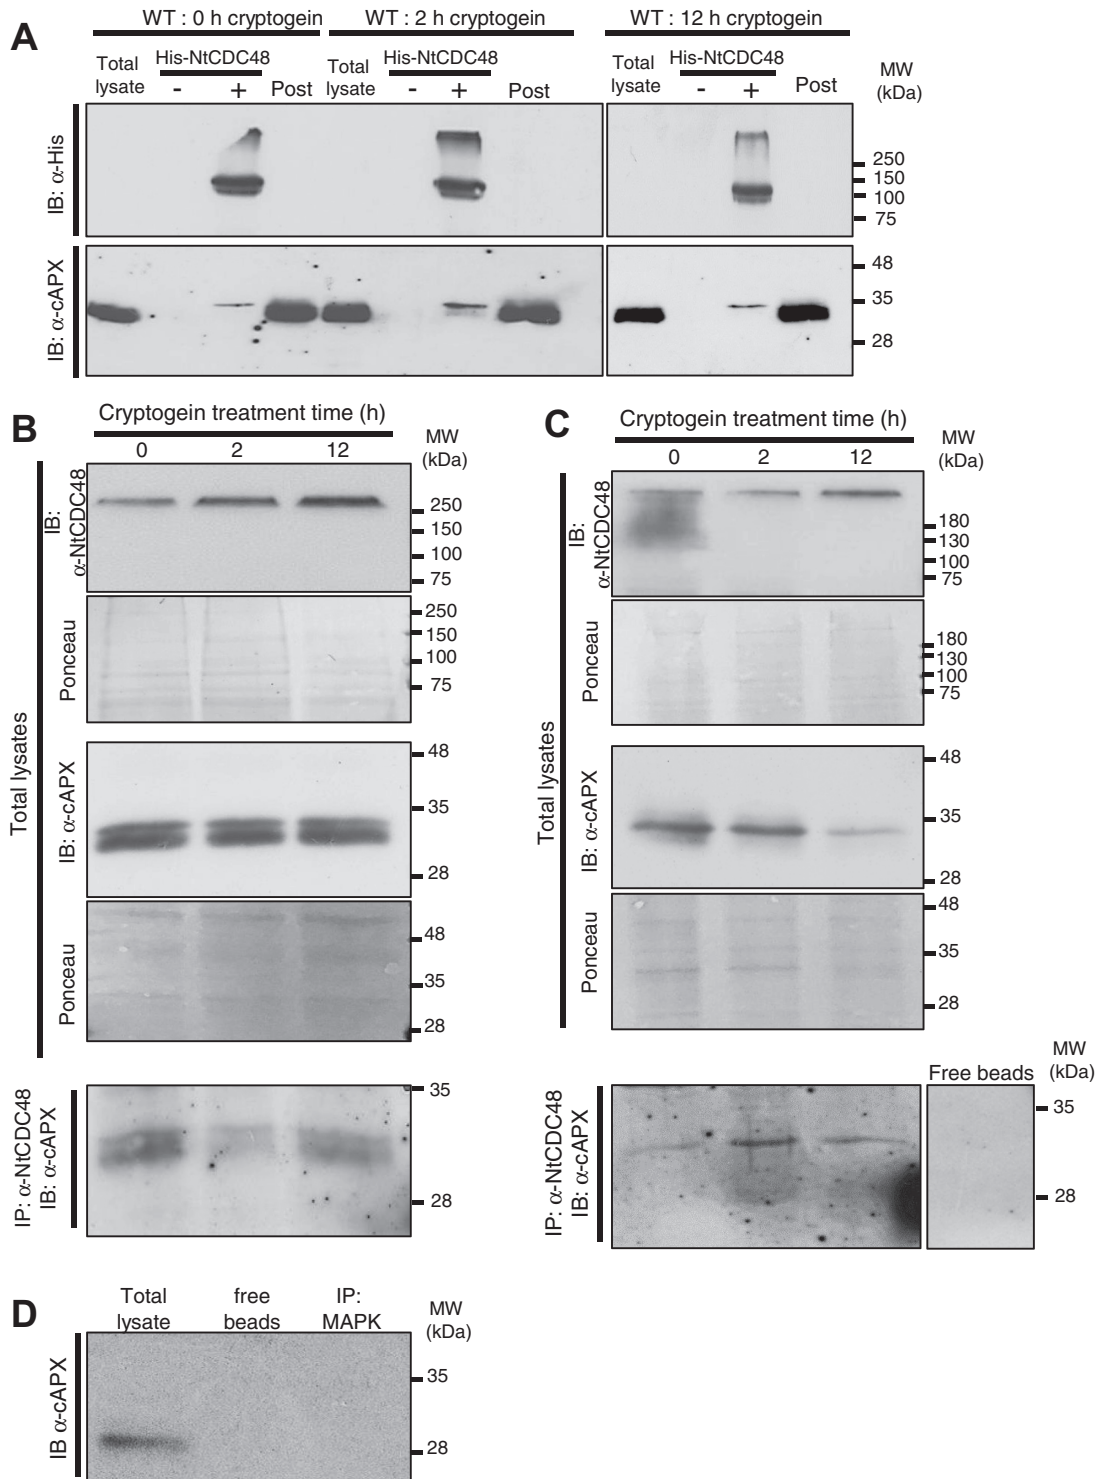 A
WT : 0 h cryptogein
WT : 2 h cryptogein
WT : 12 h cryptogein
Total lysate
His-NtCDC48
-
+
Post
Total lysate
His-NtCDC48
-
+
Post
Total lysate
His-NtCDC48
-
+
Post
MW (kDa)
IB: α-His
250
150
100
75
IB: α-cAPX
48
35
28
B
Cryptogein treatment time (h)
0 2 12
MW (kDa)
Total lysates
IB: α-NtCDC48
250
150
100
75
Ponceau
250
150
100
75
IB: α-cAPX
48
35
28
Ponceau
48
35
28
IP: α-NtCDC48
IB: α-cAPX
35
28
C
Cryptogein treatment time (h)
0 2 12
MW (kDa)
Total lysates
IB: α-NtCDC48
180
130
100
75
Ponceau
180
130
100
75
IB: α-cAPX
48
35
28
Ponceau
48
35
28
IP: α-NtCDC48
IB: α-cAPX
Free beads
MW (kDa)
35
28
D
Total lysate
free beads
IP: MAPK
MW (kDa)
IB α-cAPX
35
28